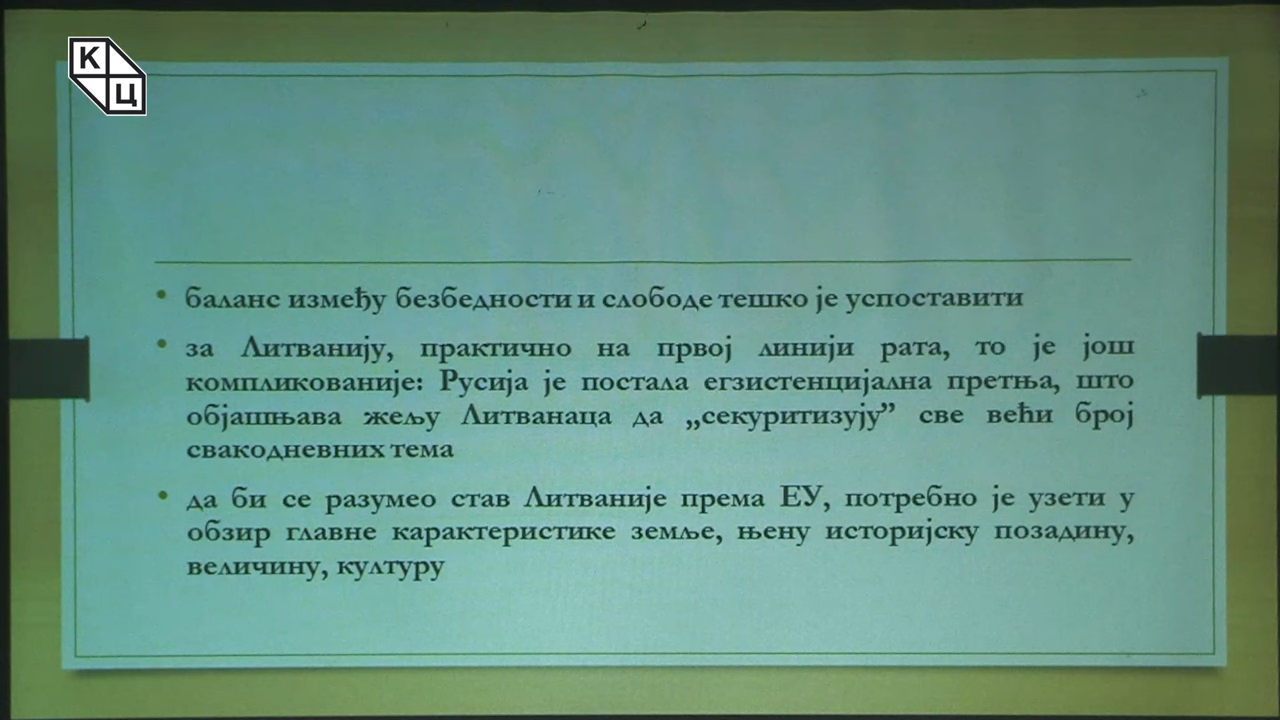 К
Ц
• баланс између безбедности и слободе тешко је успоставити
• за Литванију, практично на првој линији рата, то је још
компликованије: Русија је постала егзистенцијална претња, што
објашњава жељу Литванаца да „секуритизују” све већи број
свакодневних тема
• да би се разумео став Литваније према ЕУ, потребно је узети у
обзир главне карактеристике земље, њену историјску позадину,
величину, културу